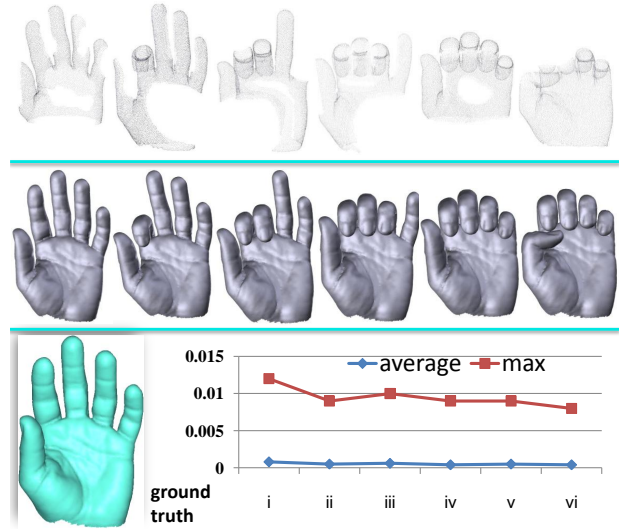 0.015
average
max
0.01
0.005
0
ground
truth
i
ii
iii
iv
v
vi